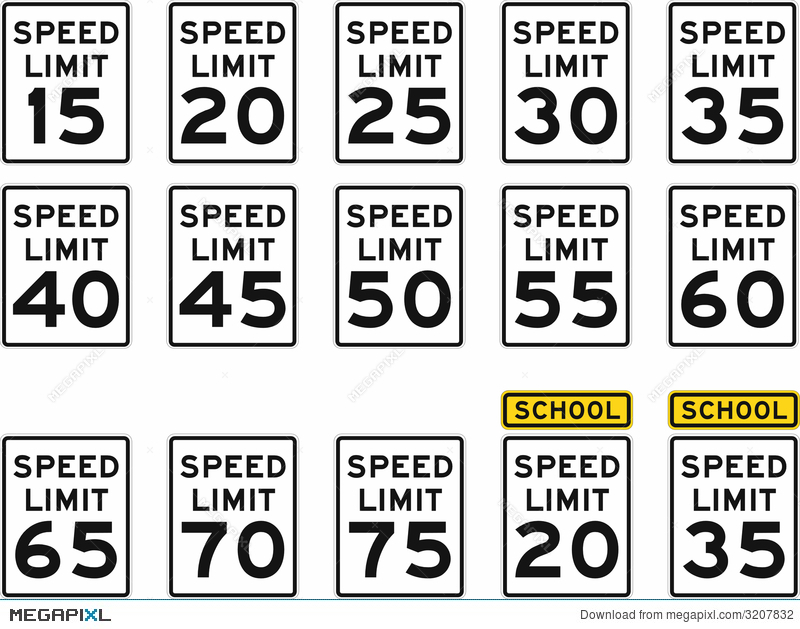 SPEED LIMIT 15
SPEED LIMIT 20
SPEED LIMIT 25
SPEED LIMIT 30
SPEED LIMIT 35
SPEED LIMIT 40
SPEED LIMIT 45
SPEED LIMIT 50
SPEED LIMIT 55
SPEED LIMIT 60
SPEED LIMIT 65
SPEED LIMIT 70
SPEED LIMIT 75
SCHOOL
SPEED LIMIT 20
SCHOOL
SPEED LIMIT 35
MEGAPIXL
Download from megapixl.com/3207832